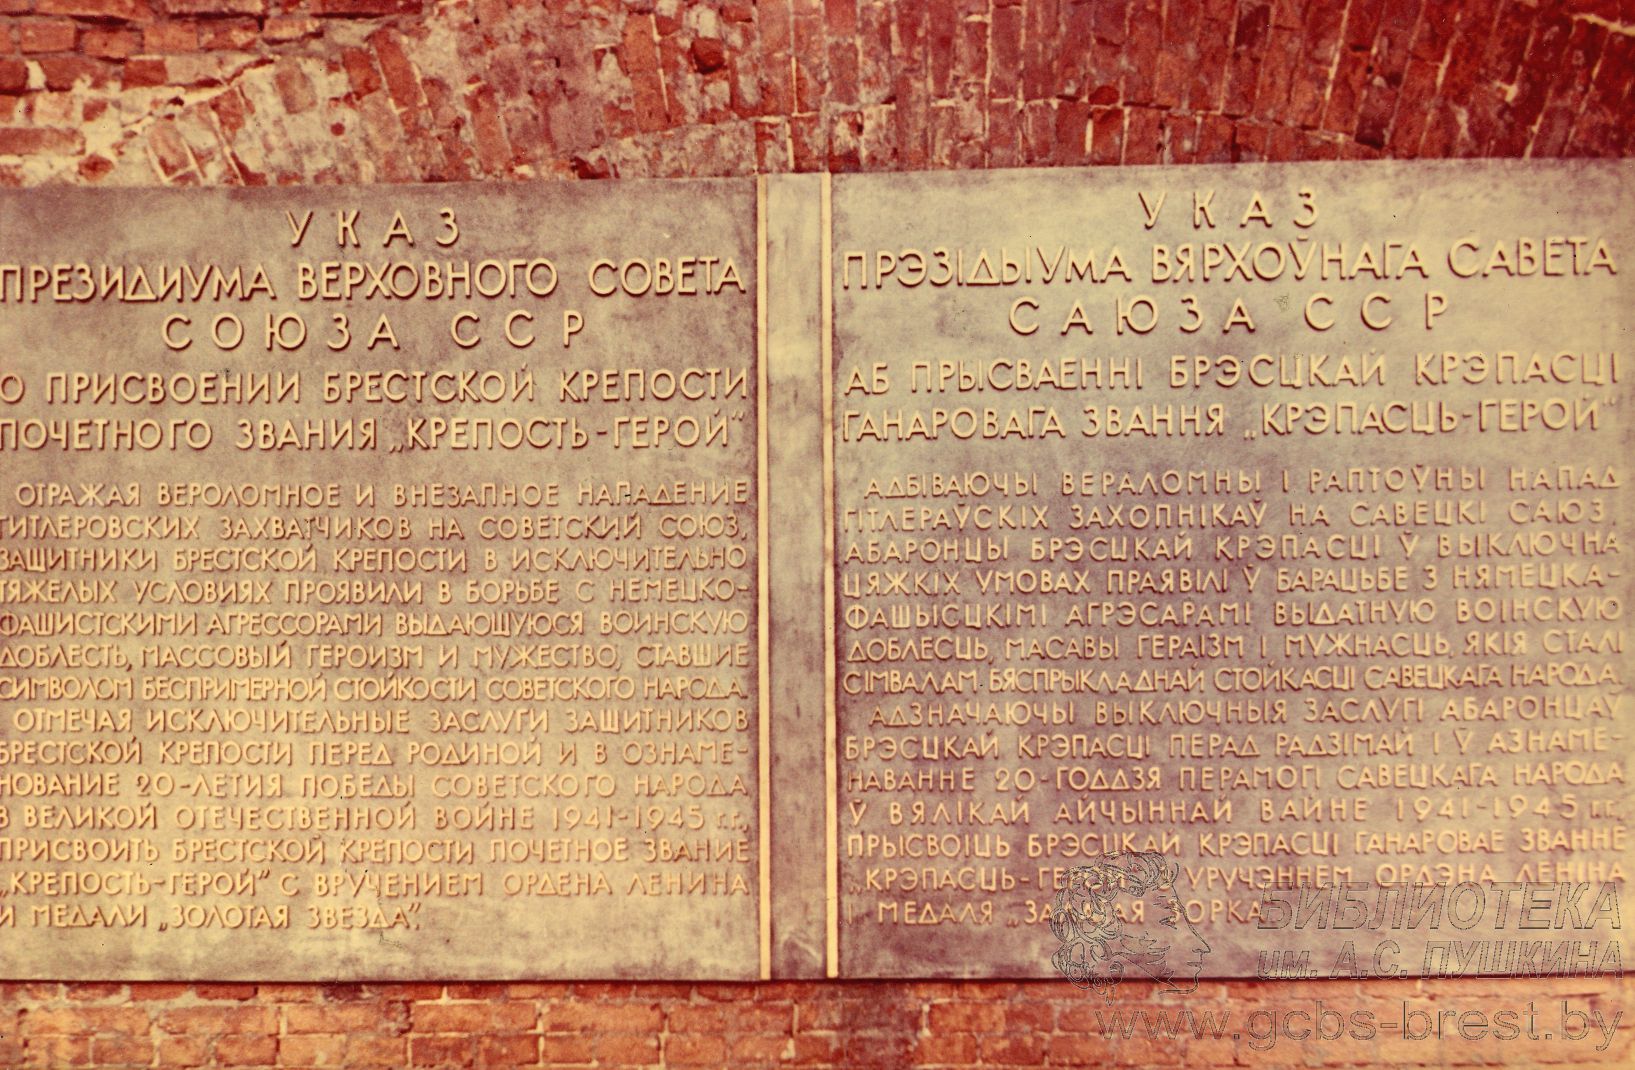 УКАЗ
ПРЕЗИДИУМА ВЕРХОВНОГО СОВЕТА
СОЮЗА ССР
О ПРИСВОЕНИИ БРЕСТСКОЙ КРЕПОСТИ
ПОЧЕТНОГО ЗВАНИЯ „КРЕПОСТЬ-ГЕРОЙ"
ОТРАЖАЯ ВЕРОЛОМНОЕ И ВНЕЗАПНОЕ НАПАДЕНИЕ
ГИТЛЕРОВСКИХ ЗАХВАТЧИКОВ НА СОВЕТСКИЙ СОЮЗ,
ЗАЩИТНИКИ БРЕСТСКОЙ КРЕПОСТИ В ИСКЛЮЧИТЕЛЬНО
ТЯЖЕЛЫХ УСЛОВИЯХ ПРОЯВИЛИ В БОРЬБЕ С НЕМЕЦКО-
ФАШИСТСКИМИ АГРЕССОРАМИ ВЫДАЮЩУЮСЯ ВОИНСКУЮ
ДОБЛЕСТЬ, МАССОВЫЙ ГЕРОИЗМ И МУЖЕСТВО, СТАВШИЕ
СИМВОЛОМ БЕСПРИМЕРНОЙ СТОЙКОСТИ СОВЕТСКОГО НАРОДА.
ОТМЕЧАЯ ИСКЛЮЧИТЕЛЬНЫЕ ЗАСЛУГИ ЗАЩИТНИКОВ
БРЕСТСКОЙ КРЕПОСТИ ПЕРЕД РОДИНОЙ И В ОЗНАМЕ-
НОВАНИЕ 20-ЛЕТИЯ ПОБЕДЫ СОВЕТСКОГО НАРОДА
В ВЕЛИКОЙ ОТЕЧЕСТВЕННОЙ ВОЙНЕ 1941-1945 г.г.,
ПРИСВОИТЬ БРЕСТСКОЙ КРЕПОСТИ ПОЧЕТНОЕ ЗВАНИЕ
„КРЕПОСТЬ-ГЕРОЙ" С ВРУЧЕНИЕМ ОРДЕНА ЛЕНИНА
И МЕДАЛИ „ЗОЛОТАЯ ЗВЕЗДА".
УКАЗ
ПРЭЗІДЫУМА ВЯРХОЎНАГА САВЕТА
САЮЗА ССР
АБ ПРЫСВАЕННІ БРЭСЦКАЙ КРЭПАСЦІ
ГАНАРОВАГА ЗВАННЯ „КРЭПАСЦЬ-ГЕРОЙ"
АДБІВАЮЧЫ ВЕРАЛОМНЫ І РАПТОЎНЫ НАПАД
ГІТЛЕРАЎСКІХ ЗАХОПНІКАЎ НА САВЕЦКІ САЮЗ,
АБАРОНЦЫ БРЭСЦКАЙ КРЭПАСЦІ Ў ВЫКЛЮЧНА
ЦЯЖКІХ УМОВАХ ПРАЯВІЛІ Ў БАРАЦЬБЕ З НЯМЕЦКА-
ФАШЫСЦКІМІ АГРЭСАРАМІ ВЫДАТНУЮ ВОІНСКУЮ
ДОБЛЕСЦЬ, МАСАВЫ ГЕРАІЗМ І МУЖНАСЦЬ, ЯКІЯ СТАЛІ
СІМВАЛАМ БЯСПРЫКЛАДНАЙ СТОЙКАСЦІ САВЕЦКАГА НАРОДА.
АДЗНАЧАЮЧЫ ВЫКЛЮЧНЫЯ ЗАСЛУГІ АБАРОНЦАЎ
БРЭСЦКАЙ КРЭПАСЦІ ПЕРАД РАДЗІМАЙ І Ў АЗНАМЕ-
НАВАННЕ 20-ГОДДЗЯ ПЕРАМОГІ САВЕЦКАГА НАРОДА
Ў ВЯЛІКАЙ АЙЧЫННАЙ ВАЙНЕ 1941-1945 г.г.,
ПРЫСВОІЦЬ БРЭСЦКАЙ КРЭПАСЦІ ГАНАРОВАЕ ЗВАННЕ
„КРЭПАСЦЬ- УРУЧЭННЕМ ОРДЭНА ЛЕНІНА
І МЕДАЛЯ
БИБЛИОТЕКА
им. А.С. ПУШКИНА
www.gcbs-brest.by